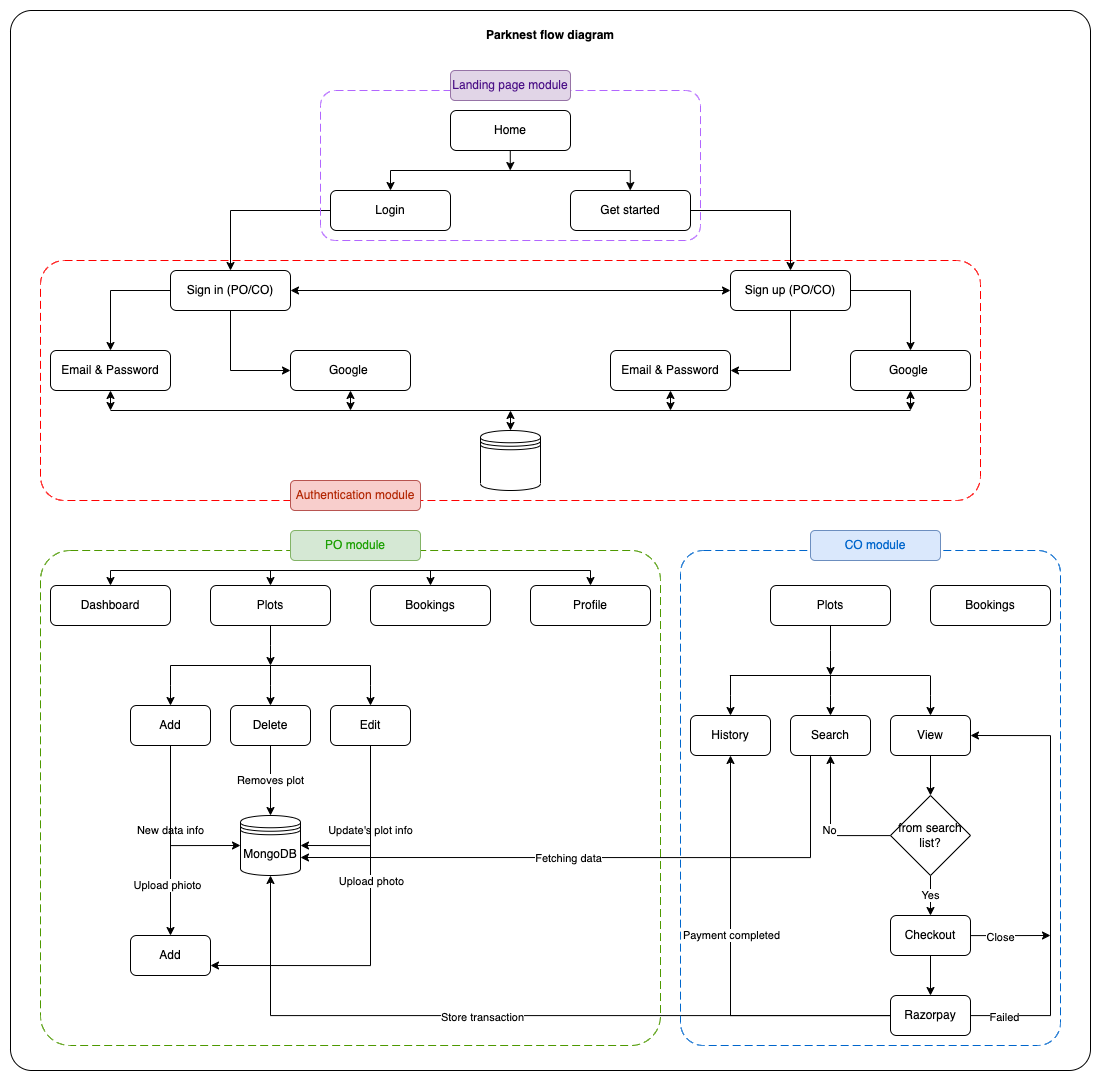 Parknest flow diagram
Landing page module
Home
Login
Get started
Sign in (PO/CO)
Sign up (PO/CO)
Email & Password
Google
Email & Password
Google
Authentication module
PO module
CO module
Dashboard
Plots
Bookings
Profile
Plots
Bookings
Add
Delete
Edit
History
Search
View
Removes plot
New data info
Update's plot info
No
from search
list?
MongoDB
Fetching data
Upload phioto
Upload photo
Yes
Payment completed
Checkout
Close
Add
Store transaction
Razorpay
Failed